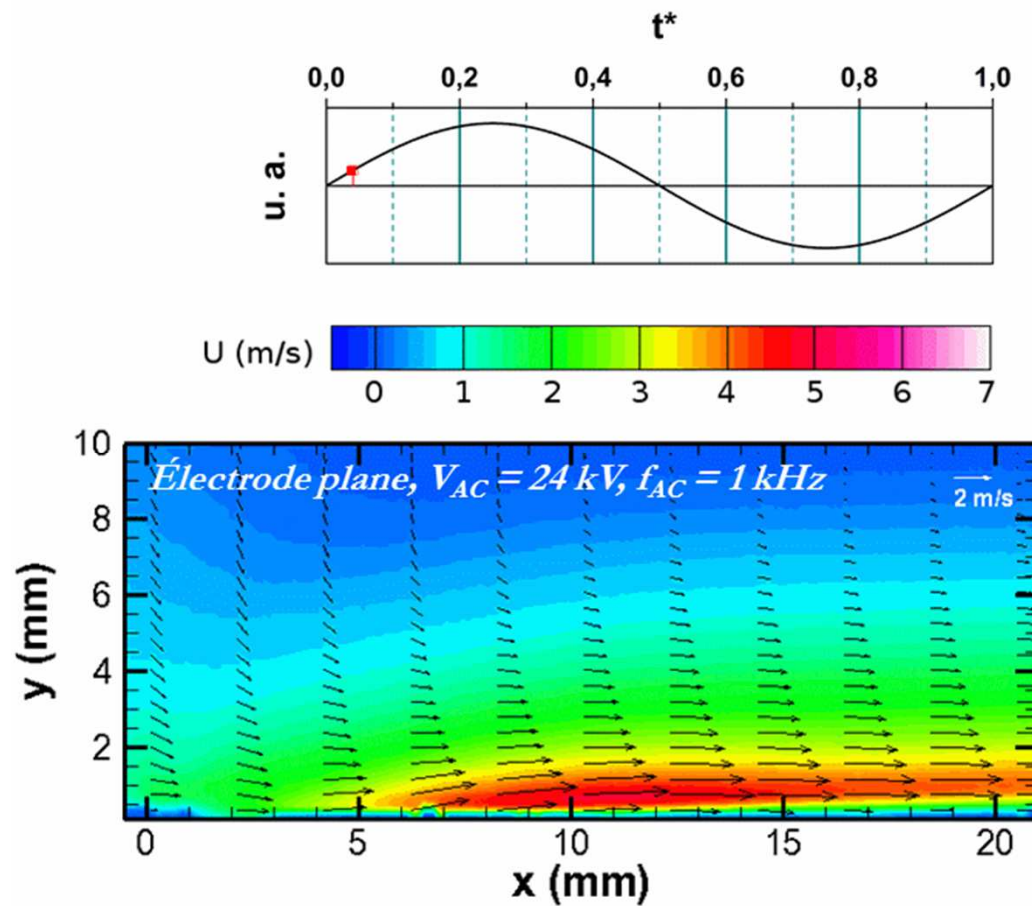 t*
0,0 0,2 0,4 0,6 0,8 1,0
u. a.
U (m/s)
0 1 2 3 4 5 6 7
Électrode plane, VAC = 24 kV, fAC = 1 kHz
2 m/s
10
8
6
4
2
y (mm)
0 5 10 15 20
x (mm)